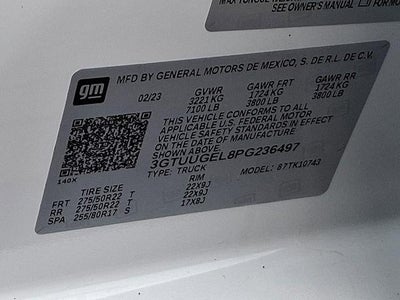 SEE OWNER'S MANUAL
gm
MFD BY GENERAL MOTORS DE MEXICO, S. DE R.L. DE C.V.
02/23 GVWR GAWR FRT GAWR RR
3221 KG 1724 KG 1724 KG
7100 LB 3800 LB 3800 LB
THIS VEHICLE CONFORMS TO ALL
APPLICABLE U.S. FEDERAL MOTOR
VEHICLE SAFETY STANDARDS IN EFFECT
ON THE DATE OF MANUFACTURE
SHOWN ABOVE.
3GTUUGEL8PG236497
TYPE: TRUCK MODEL: 87TK10743
140X
TIRE SIZE RIM
FRT 275/50R22 T 22X9J
RR 275/50R22 T 22X9J
SPA 255/80R17 S 17X8J